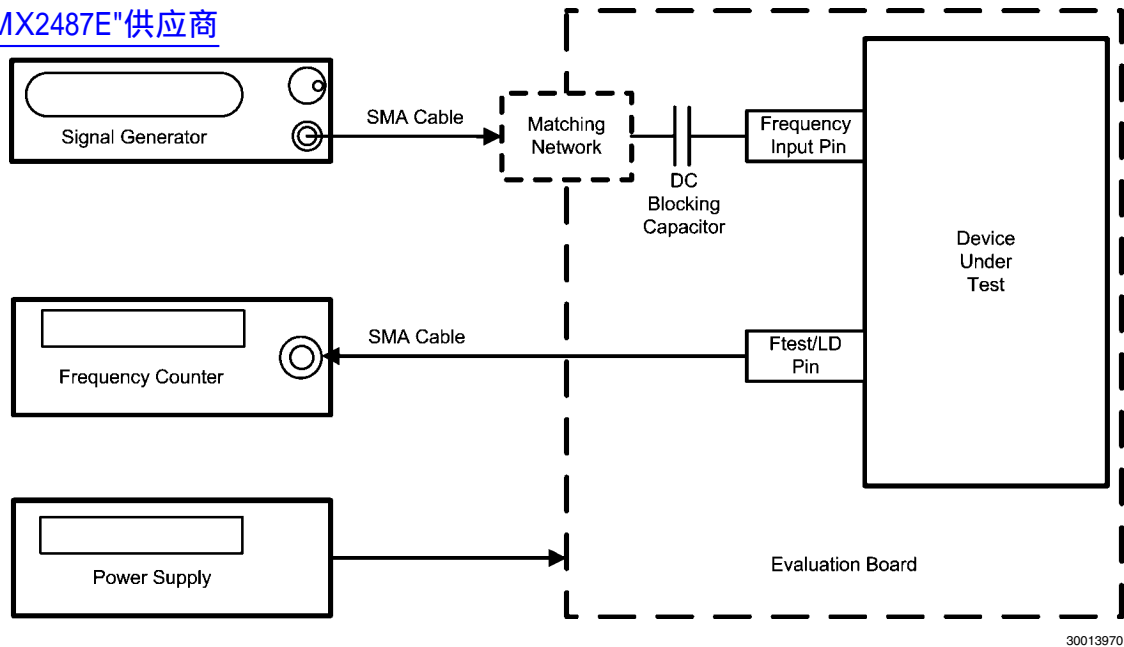 MX2487E"供应商
Signal Generator
SMA Cable
Matching
Network
DC
Blocking
Capacitor
Frequency
Input Pin
Device
Under
Test
Frequency Counter
SMA Cable
Ftest/LD
Pin
Power Supply
Evaluation Board
30013970